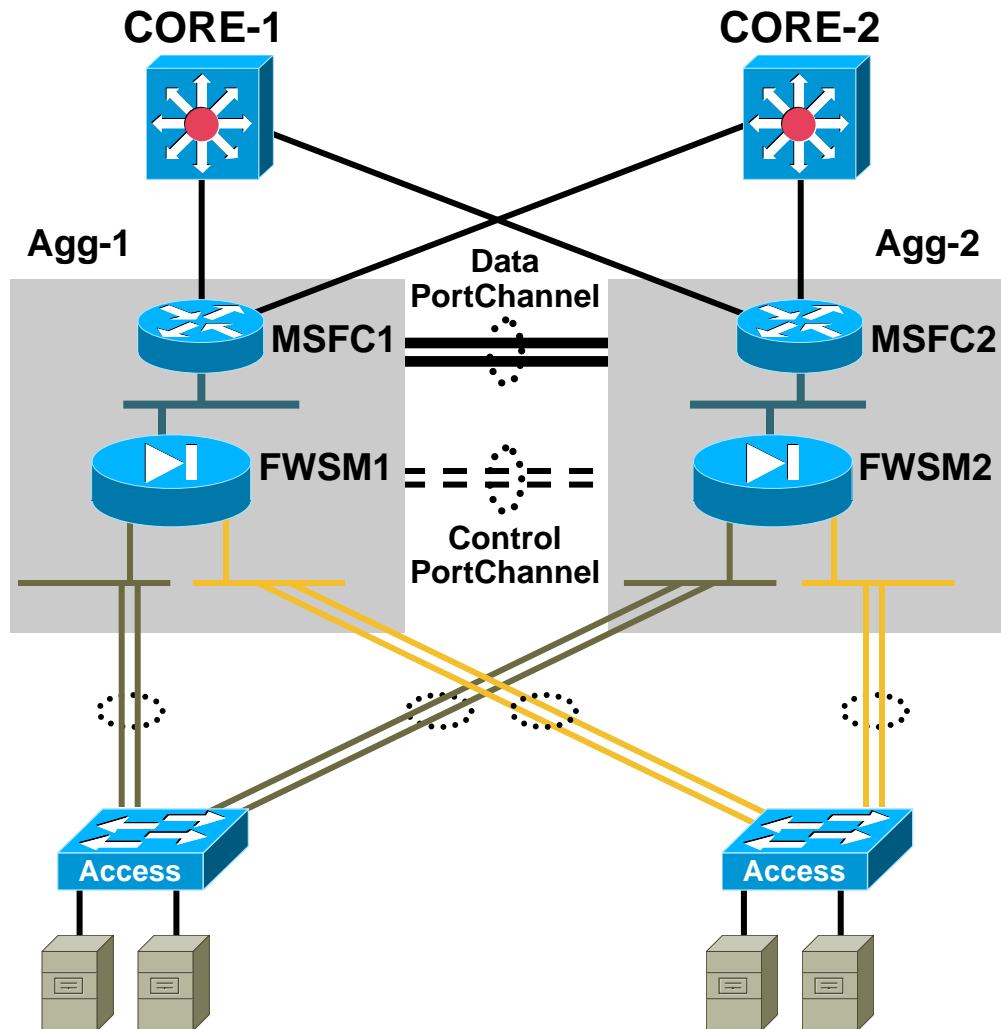 CORE-1
CORE-2
Agg-1
Agg-2
Data
PortChannel
MSFC1
MSFC2
FWSM1
FWSM2
Control
PortChannel
Access
Access